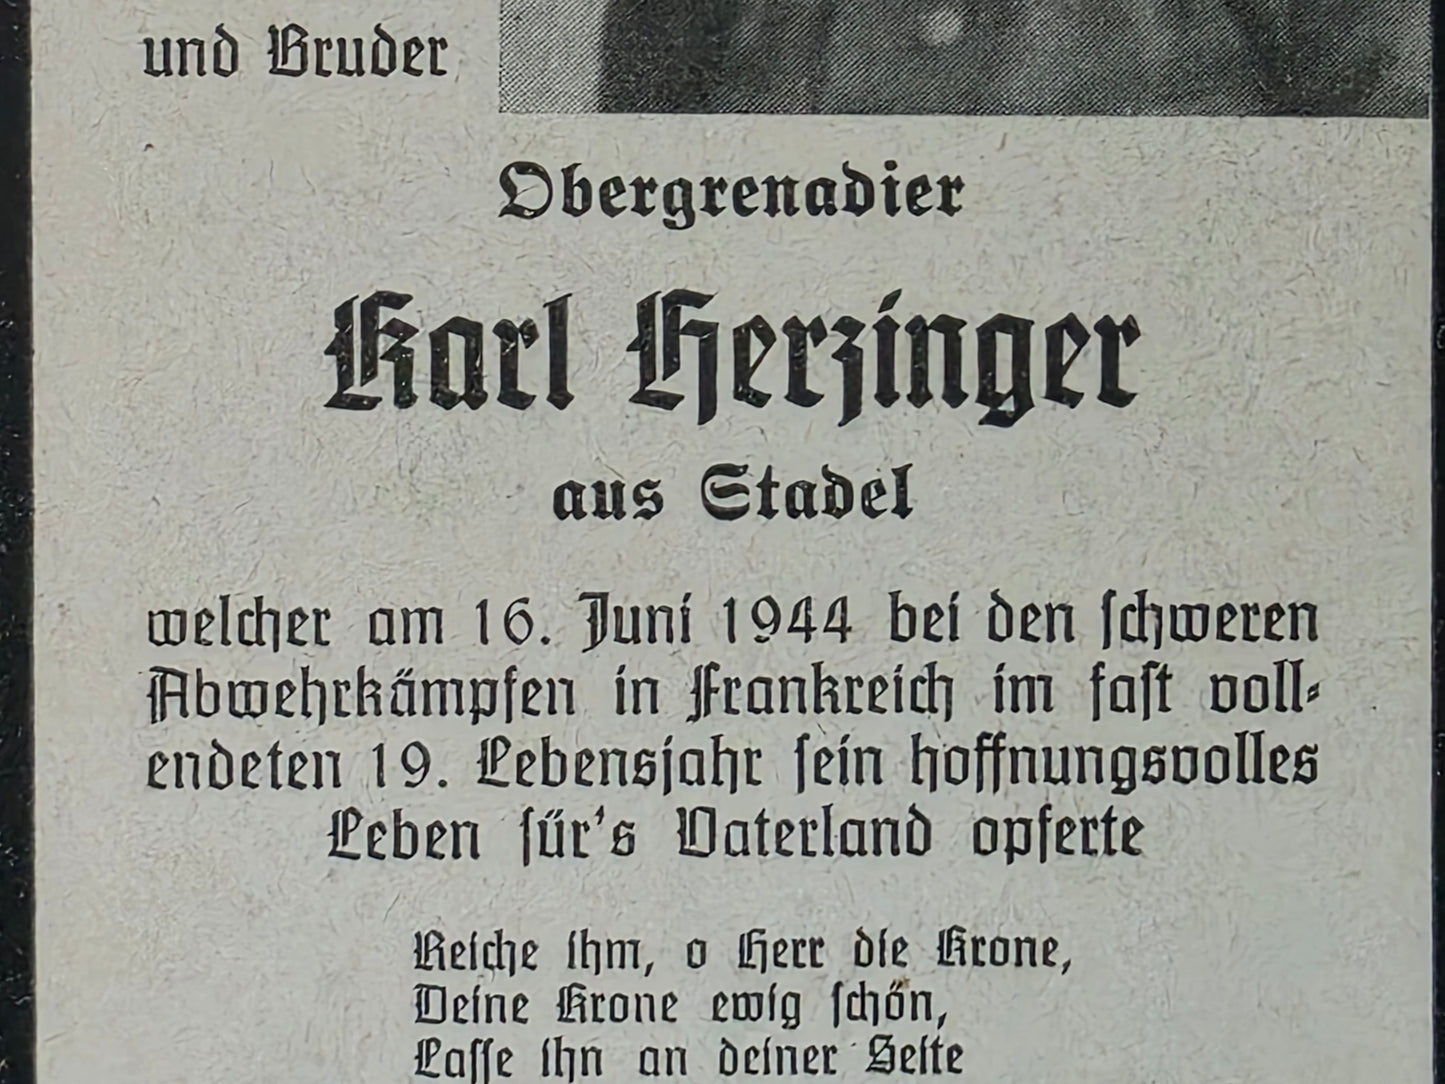 und Bruder
Obergrenadier
Karl Herzinger
aus Stadel
welcher am 16. Juni 1944 bei den schweren
Abwehrkämpfen in Frankreich im fast voll-
endeten 19. Lebensjahr sein hoffnungsvolles
Leben für's Vaterland opferte
Reiche ihm, o Herr die Krone,
Deine Krone ewig schön,
Lasse ihn an deiner Seite